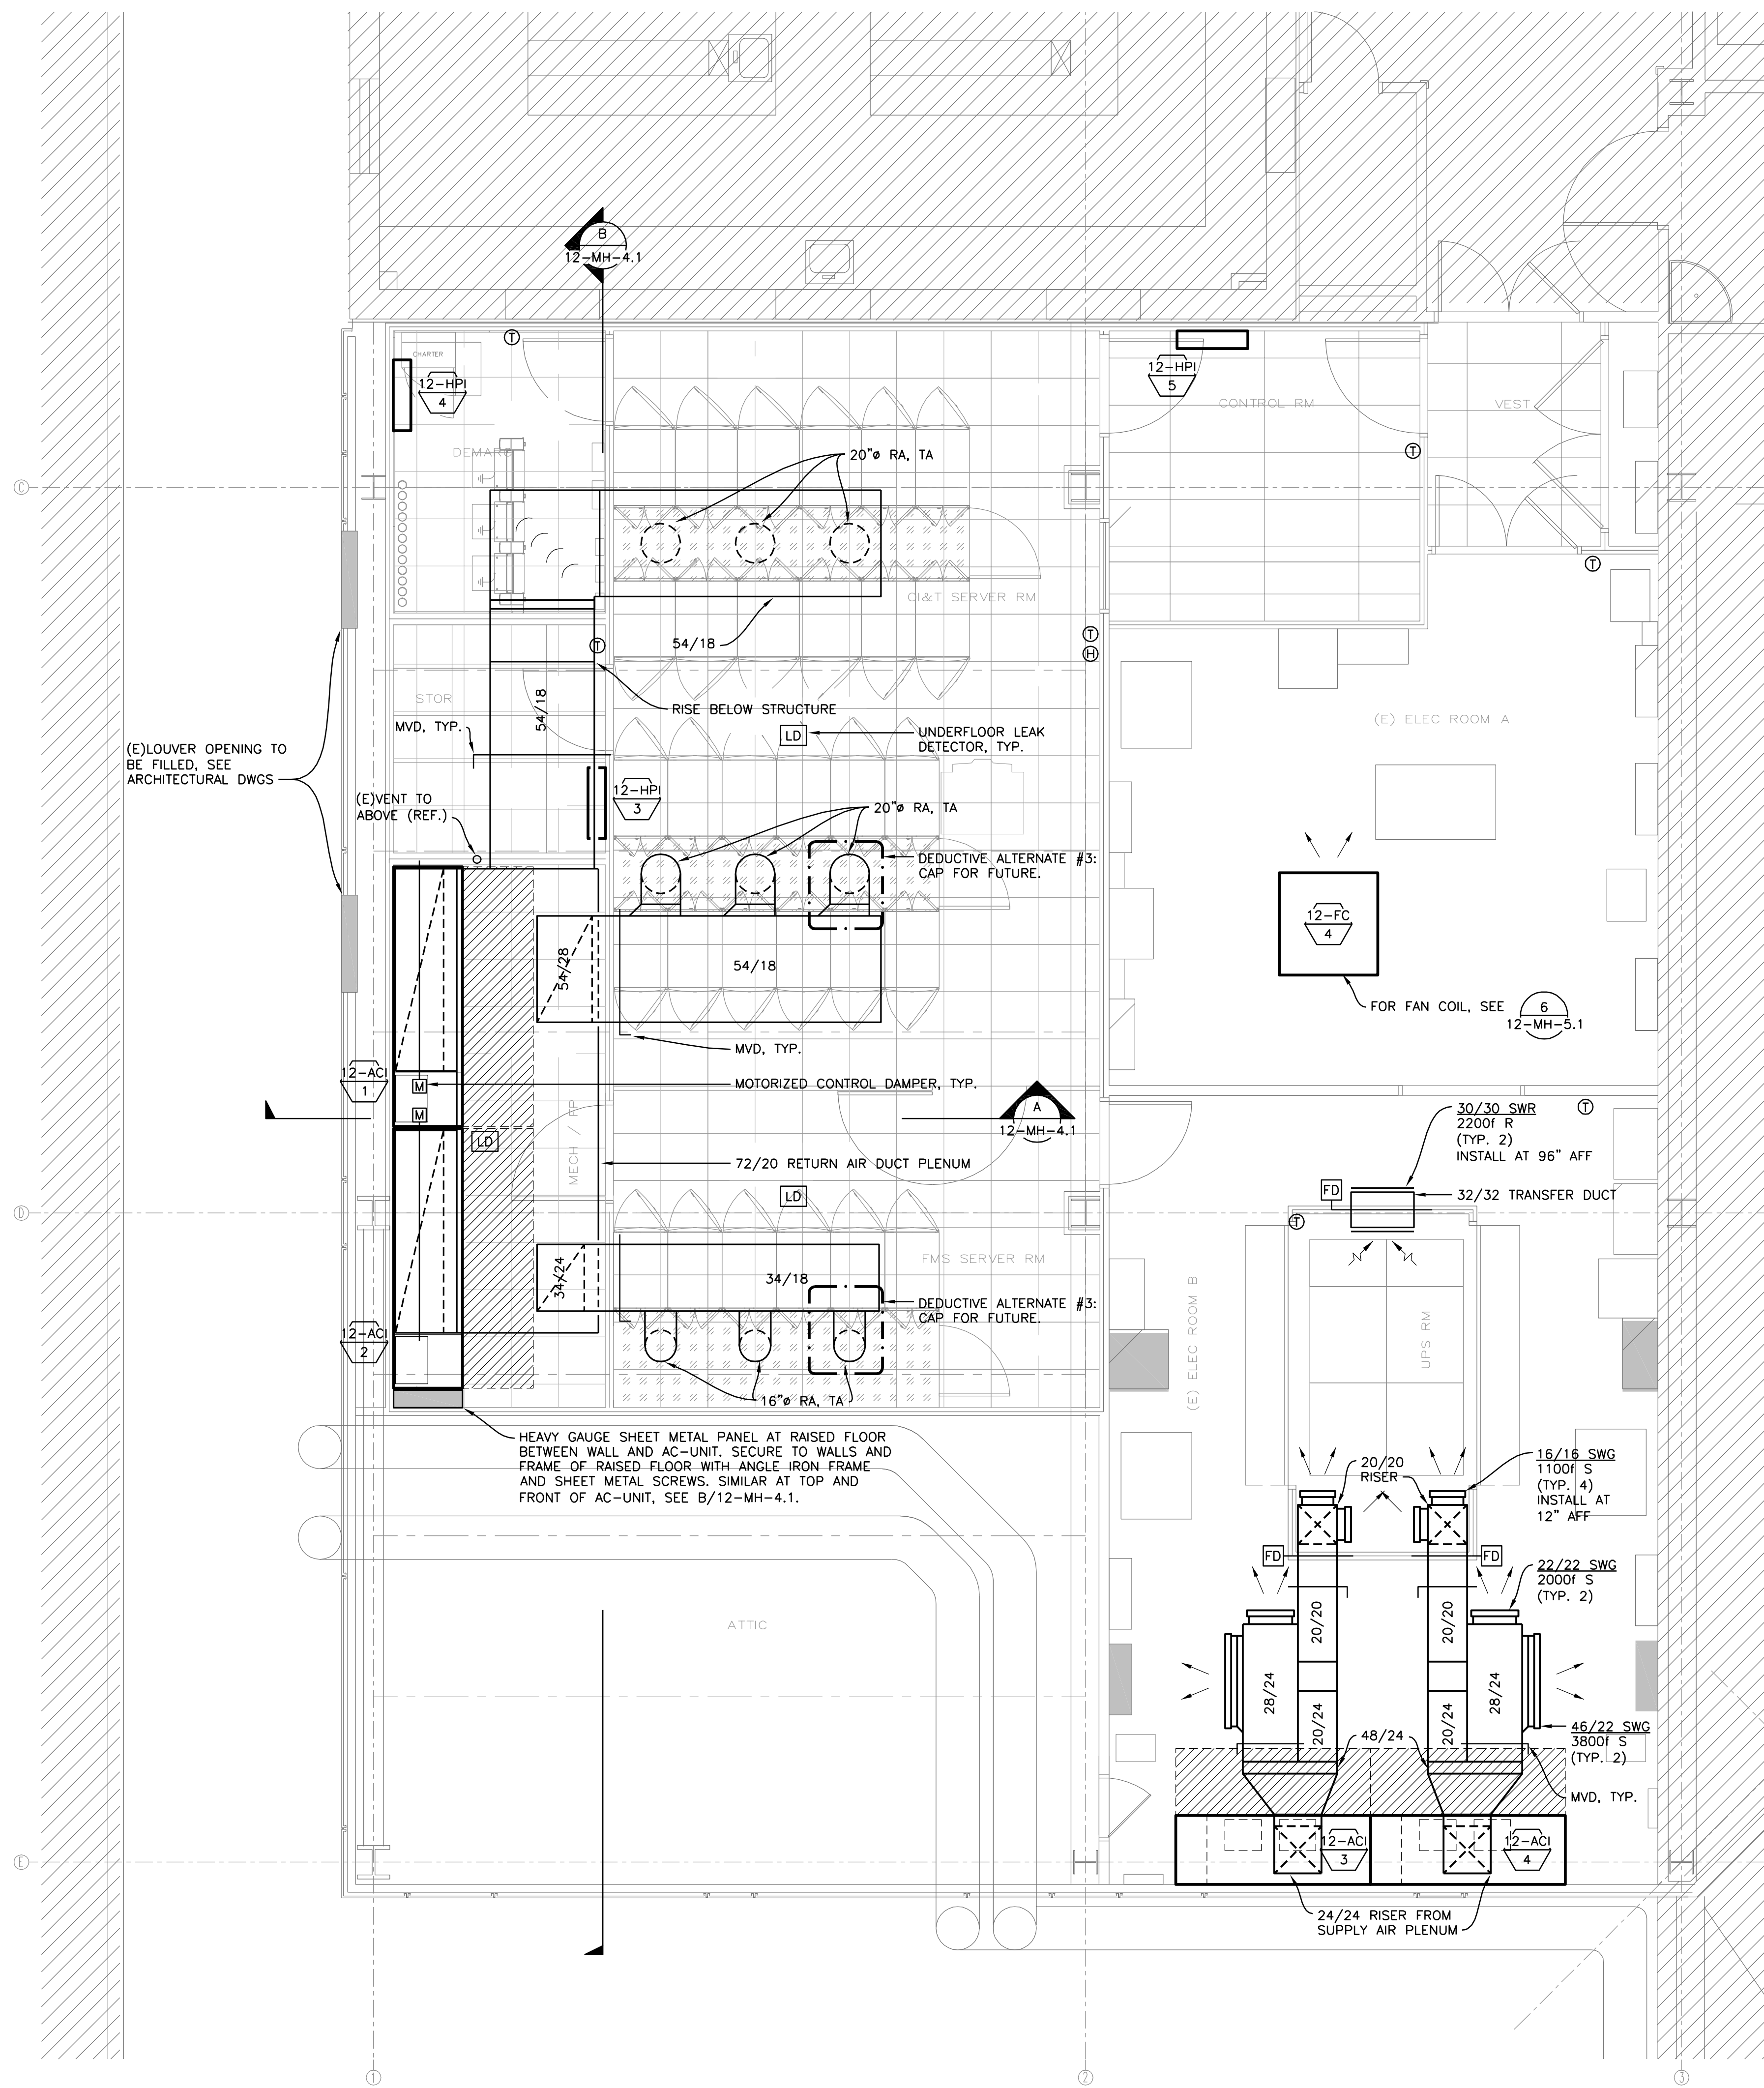 B
12-MH-4.1
CHARTER
12-HPI
4
DEMARC
12-HPI
5
CONTROL RM
VEST
T
T
T
C
20"ø RA, TA
OI&T SERVER RM
T
H
T
54/18
STOR
54/18
RISE BELOW STRUCTURE
MVD, TYP.
LD
UNDERFLOOR LEAK
DETECTOR, TYP.
(E) ELEC ROOM A
(E)LOUVER OPENING TO
BE FILLED, SEE
ARCHITECTURAL DWGS
(E)VENT TO
ABOVE (REF.)
12-HPI
3
20"ø RA, TA
DEDUCTIVE ALTERNATE #3:
CAP FOR FUTURE.
12-FC
4
54/28
54/18
FOR FAN COIL, SEE
6
12-MH-5.1
MVD, TYP.
12-ACI
1
M
MOTORIZED CONTROL DAMPER, TYP.
M
A
12-MH-4.1
LD
MECH / FP
72/20 RETURN AIR DUCT PLENUM
30/30 SWR
2200f R
(TYP. 2)
INSTALL AT 96" AFF
T
LD
FD
32/32 TRANSFER DUCT
D
T
FMS SERVER RM
34/24
34/18
DEDUCTIVE ALTERNATE #3:
CAP FOR FUTURE.
(E) ELEC ROOM B
UPS RM
12-ACI
2
16"ø RA, TA
HEAVY GAUGE SHEET METAL PANEL AT RAISED FLOOR
BETWEEN WALL AND AC-UNIT. SECURE TO WALLS AND
FRAME OF RAISED FLOOR WITH ANGLE IRON FRAME
AND SHEET METAL SCREWS. SIMILAR AT TOP AND
FRONT OF AC-UNIT, SEE B/12-MH-4.1.
20/20
RISER
16/16 SWG
1100f S
(TYP. 4)
INSTALL AT
12" AFF
FD
FD
22/22 SWG
2000f S
(TYP. 2)
ATTIC
20/20
20/20
28/24
28/24
20/24
20/24
48/24
46/22 SWG
3800f S
(TYP. 2)
MVD, TYP.
12-ACI
3
12-ACI
4
E
24/24 RISER FROM
SUPPLY AIR PLENUM
1
2
3